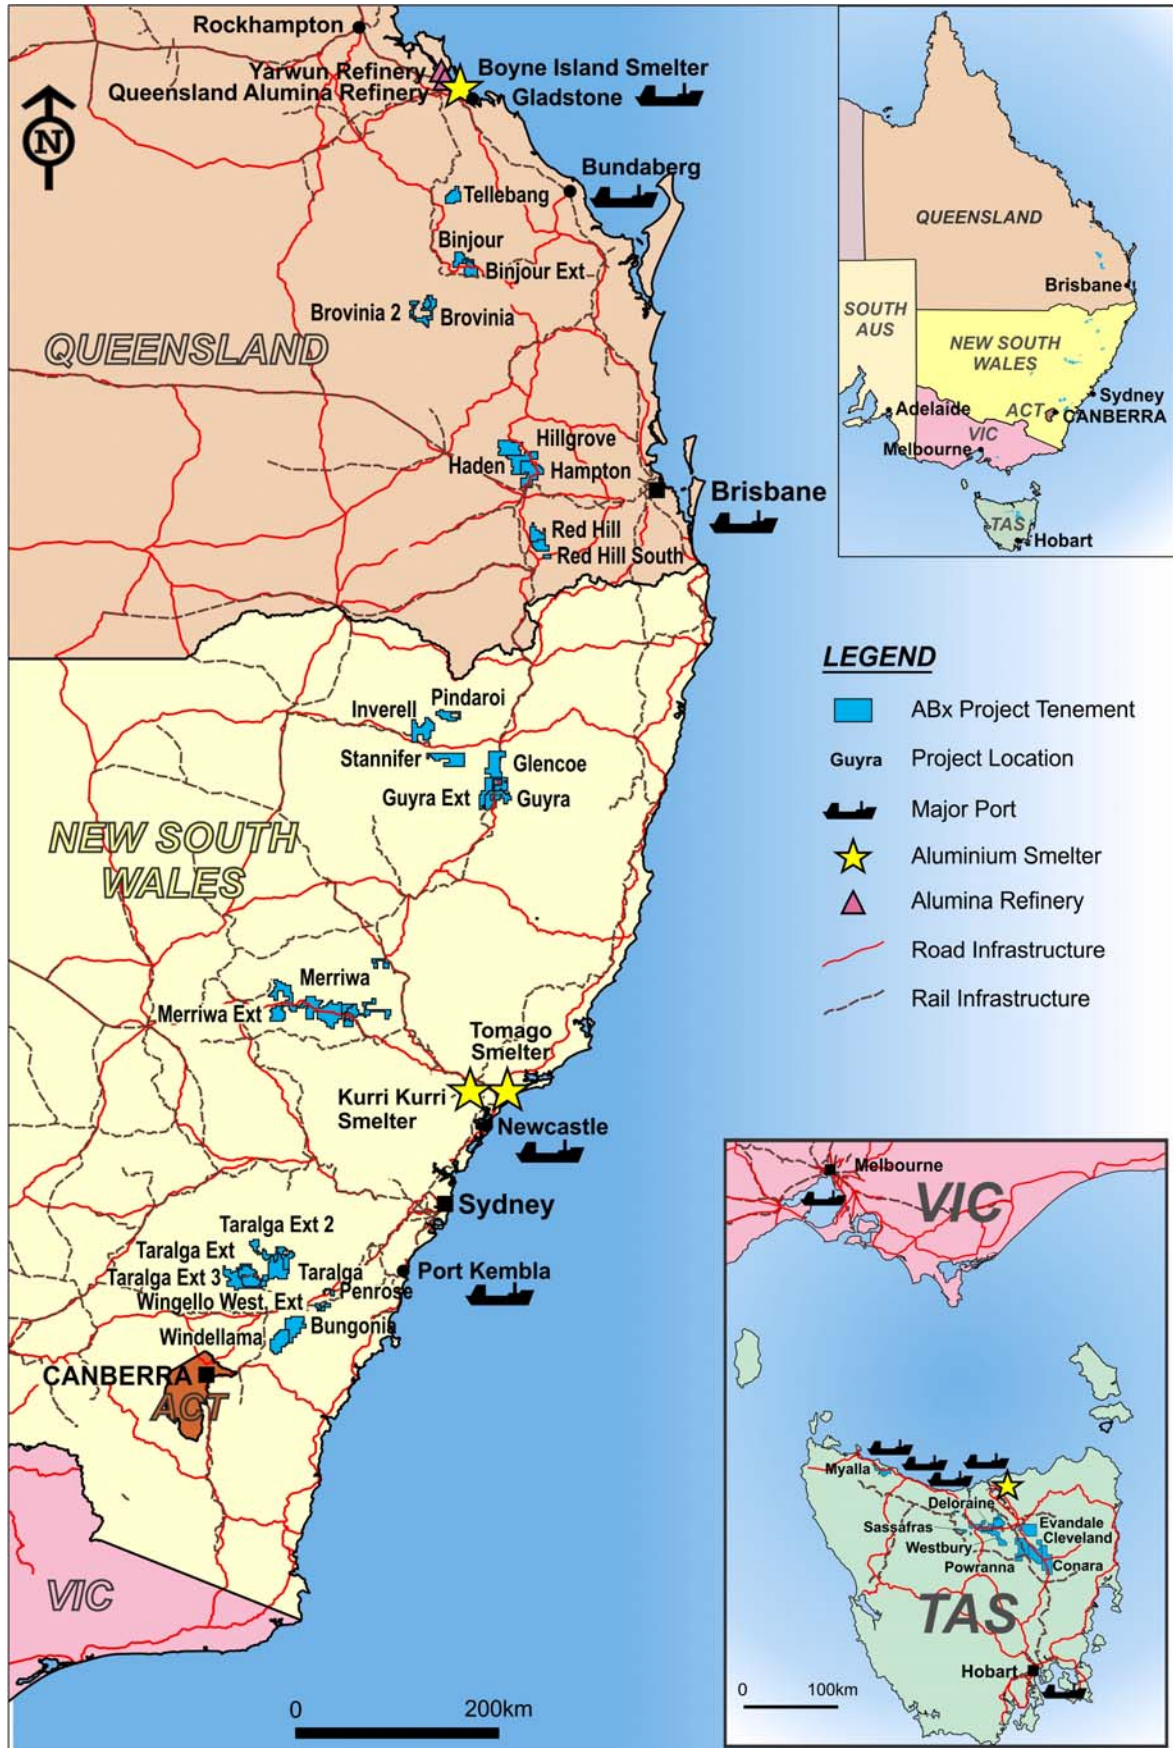 Rockhampton
Yarwun Refinery
Queensland Alumina Refinery
Boyne Island Smelter
Gladstone
N
Bundaberg
Tellebang
Binjour
Binjour Ext
Brovinia 2
Brovinia
QUEENSLAND
Hillgrove
Haden
Hampton
Brisbane
Red Hill
Red Hill South
Pindaroi
Inverell
Stannifer
Glencoe
Guyra Ext
Guyra
NEW SOUTH
WALES
Merriwa
Merriwa Ext
Tomago
Smelter
Kurri Kurri
Smelter
Newcastle
Sydney
Taralga Ext 2
Taralga Ext
Taralga Ext 3
Taralga
Port Kembla
Penrose
Wingello West, Ext
Bungonia
Windellama
CANBERRA
ACT
VIC
0
200km
QUEENSLAND
Brisbane
SOUTH
AUS
NEW SOUTH
WALES
Sydney
ACT
CANBERRA
Adelaide
VIC
Melbourne
TAS
Hobart
LEGEND
ABx Project Tenement
Guyra
Project Location
Major Port
Aluminium Smelter
Alumina Refinery
Road Infrastructure
Rail Infrastructure
Melbourne
VIC
Myalla
Deloraine
Sassafras
Evandale
Cleveland
Westbury
Powranna
Conara
TAS
Hobart
0
100km